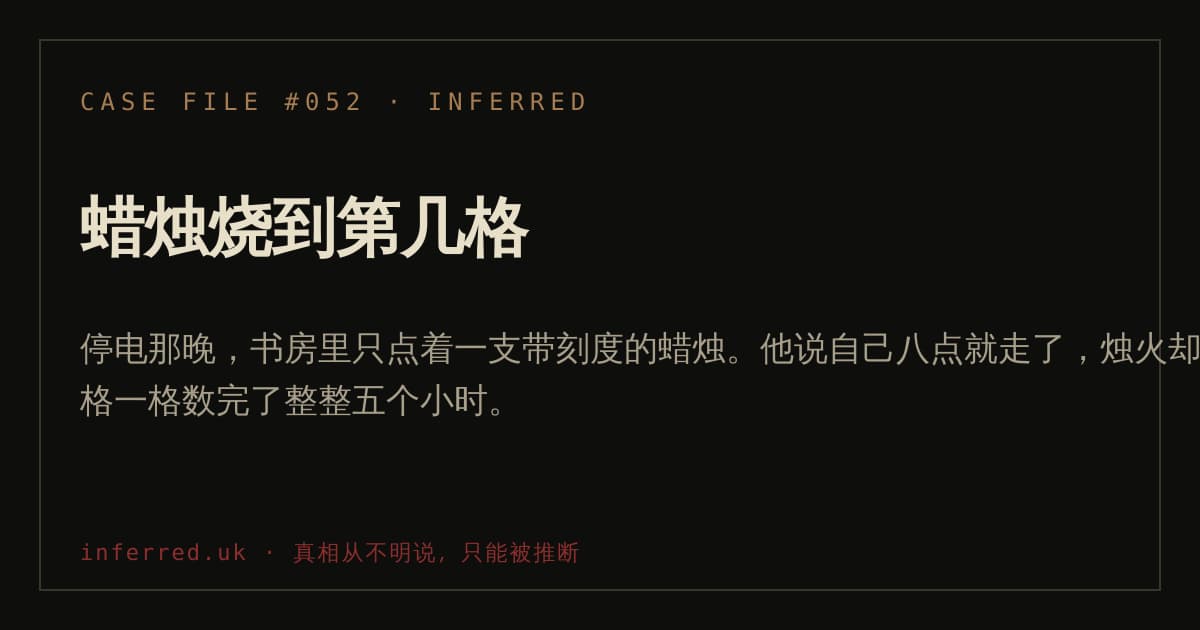 CASE FILE #052 · INFERRED
蜡烛烧到第几格
停电那晚，书房里只点着一支带刻度的蜡烛。他说自己八点就走了，烛火却
格一格数完了整整五个小时。
inferred.uk · 真相从不明说，只能被推断